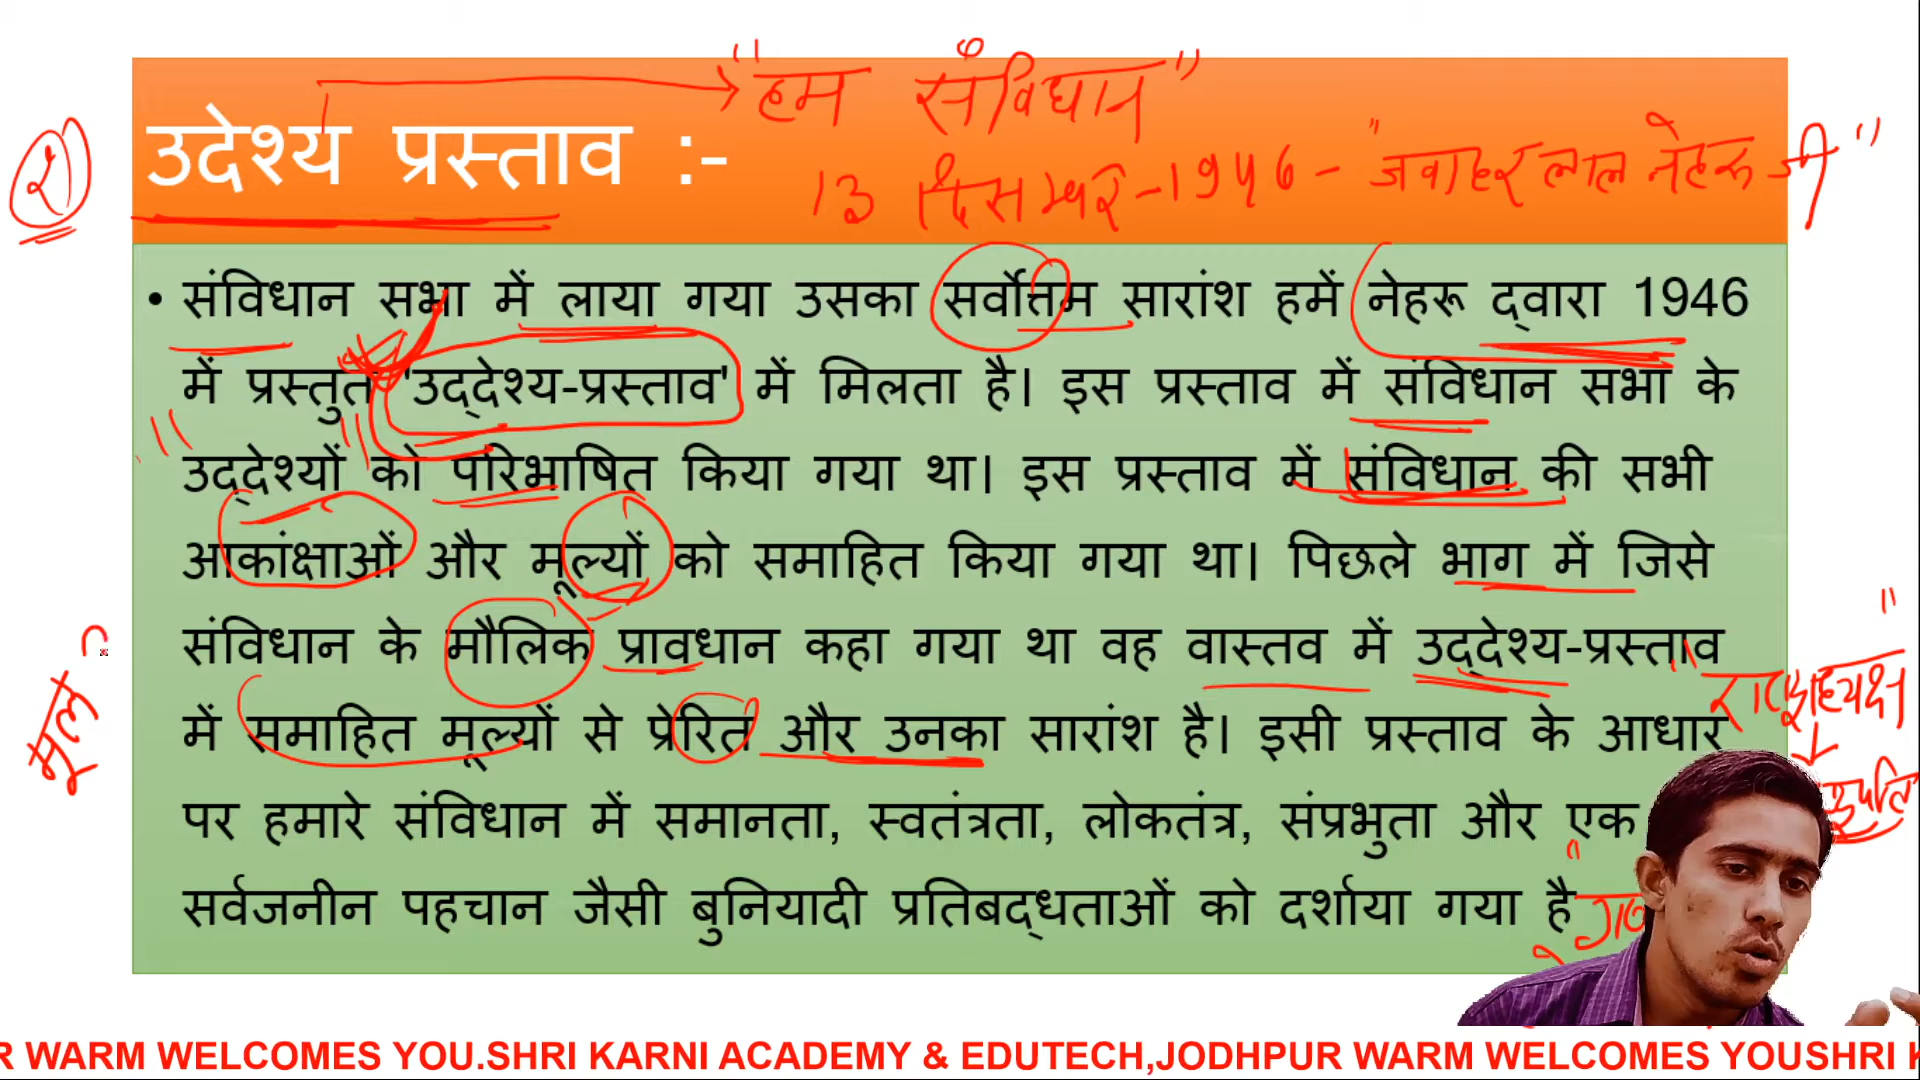 "हम संविधान"
२
उदेश्य प्रस्ताव :-
13 दिसम्बर - 1946 - "जवाहर लाल नेहरू जी"
• संविधान सभा में लाया गया उसका सर्वोत्तम सारांश हमें नेहरू द्वारा 1946
में प्रस्तुत 'उद्देश्य-प्रस्ताव' में मिलता है। इस प्रस्ताव में संविधान सभा के
उद्देश्यों को परिभाषित किया गया था। इस प्रस्ताव में संविधान की सभी
आकांक्षाओं और मूल्यों को समाहित किया गया था। पिछले भाग में जिसे
संविधान के मौलिक प्रावधान कहा गया था वह वास्तव में उद्देश्य-प्रस्ताव
में समाहित मूल्यों से प्रेरित और उनका सारांश है। इसी प्रस्ताव के आधार
मूल
पर हमारे संविधान में समानता, स्वतंत्रता, लोकतंत्र, संप्रभुता और एक
सर्वजनीन पहचान जैसी बुनियादी प्रतिबद्धताओं को दर्शाया गया है
R WARM WELCOMES YOU.SHRI KARNI ACADEMY & EDUTECH,JODHPUR WARM WELCOMES YOUSHRI K